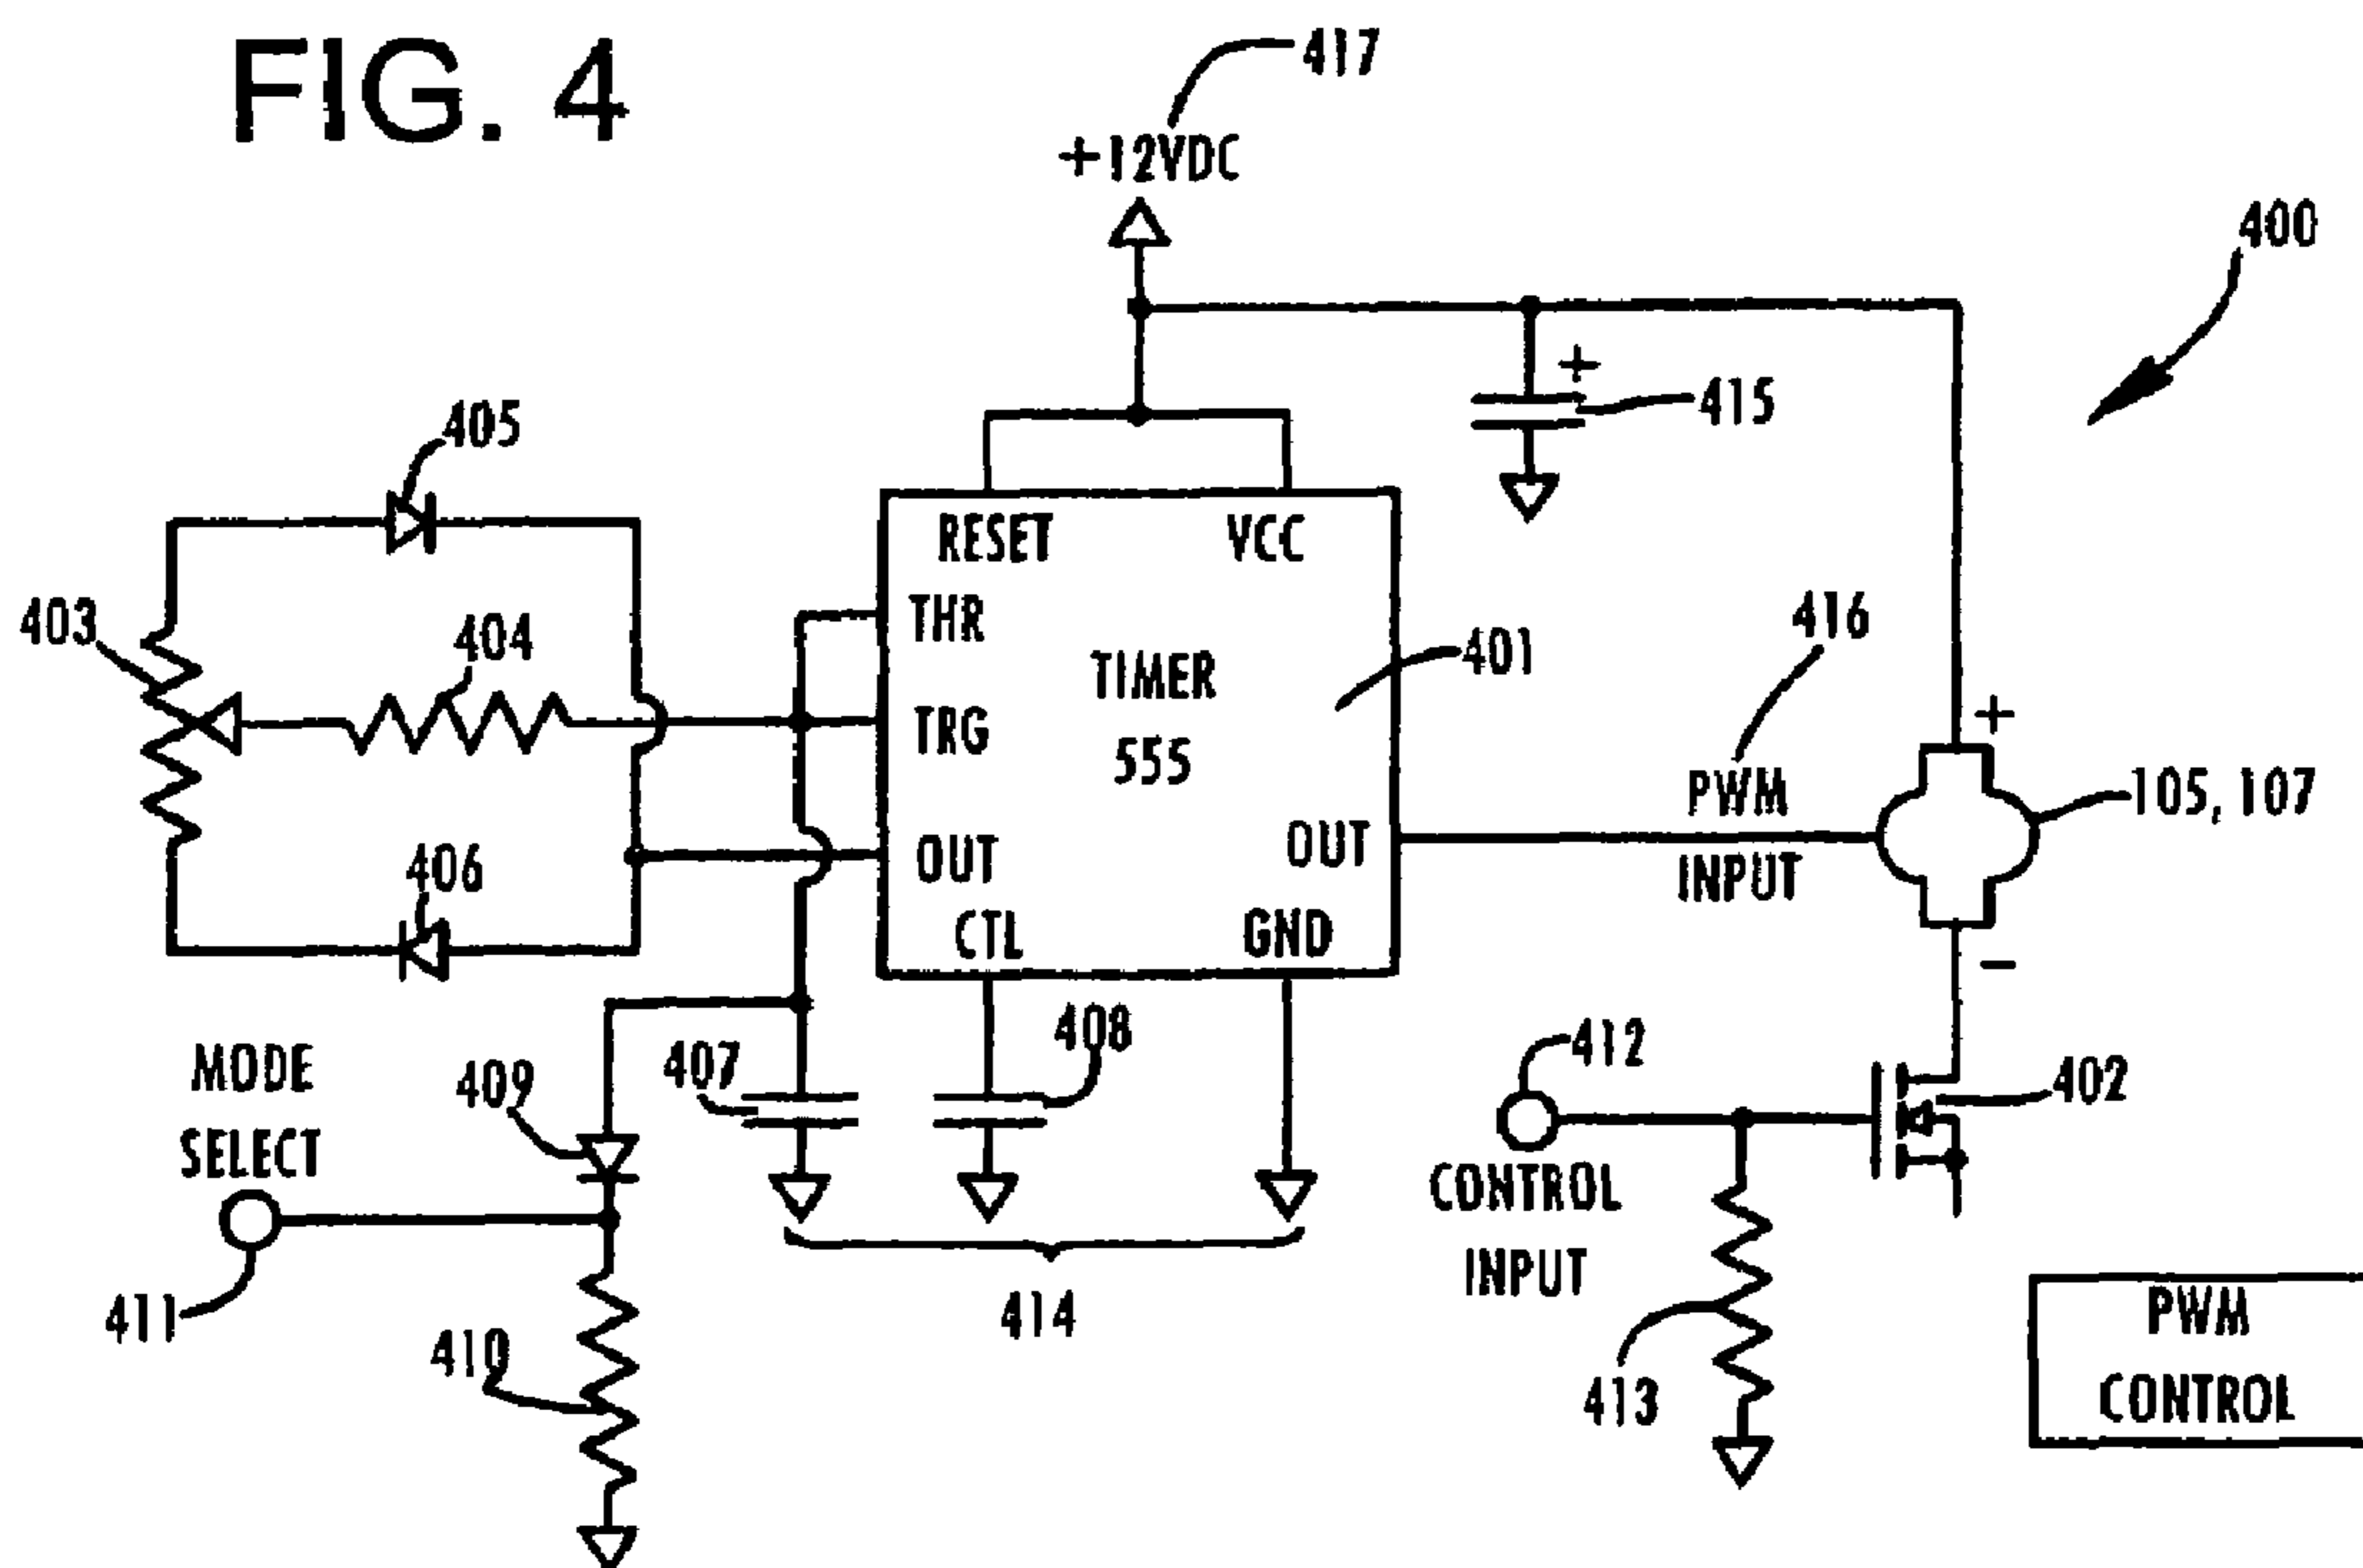 FIG. 4
417
+12VDC
400
+
415
405
RESET VCC
403
404
THR
TIMER
555
401
416
TRG
+
PWM
INPUT
105, 107
406
OUT
OUT
CTL
GND
−
MODE
SELECT
409
407
408
412
402
CONTROL
INPUT
411
410
414
413
PWM
CONTROL